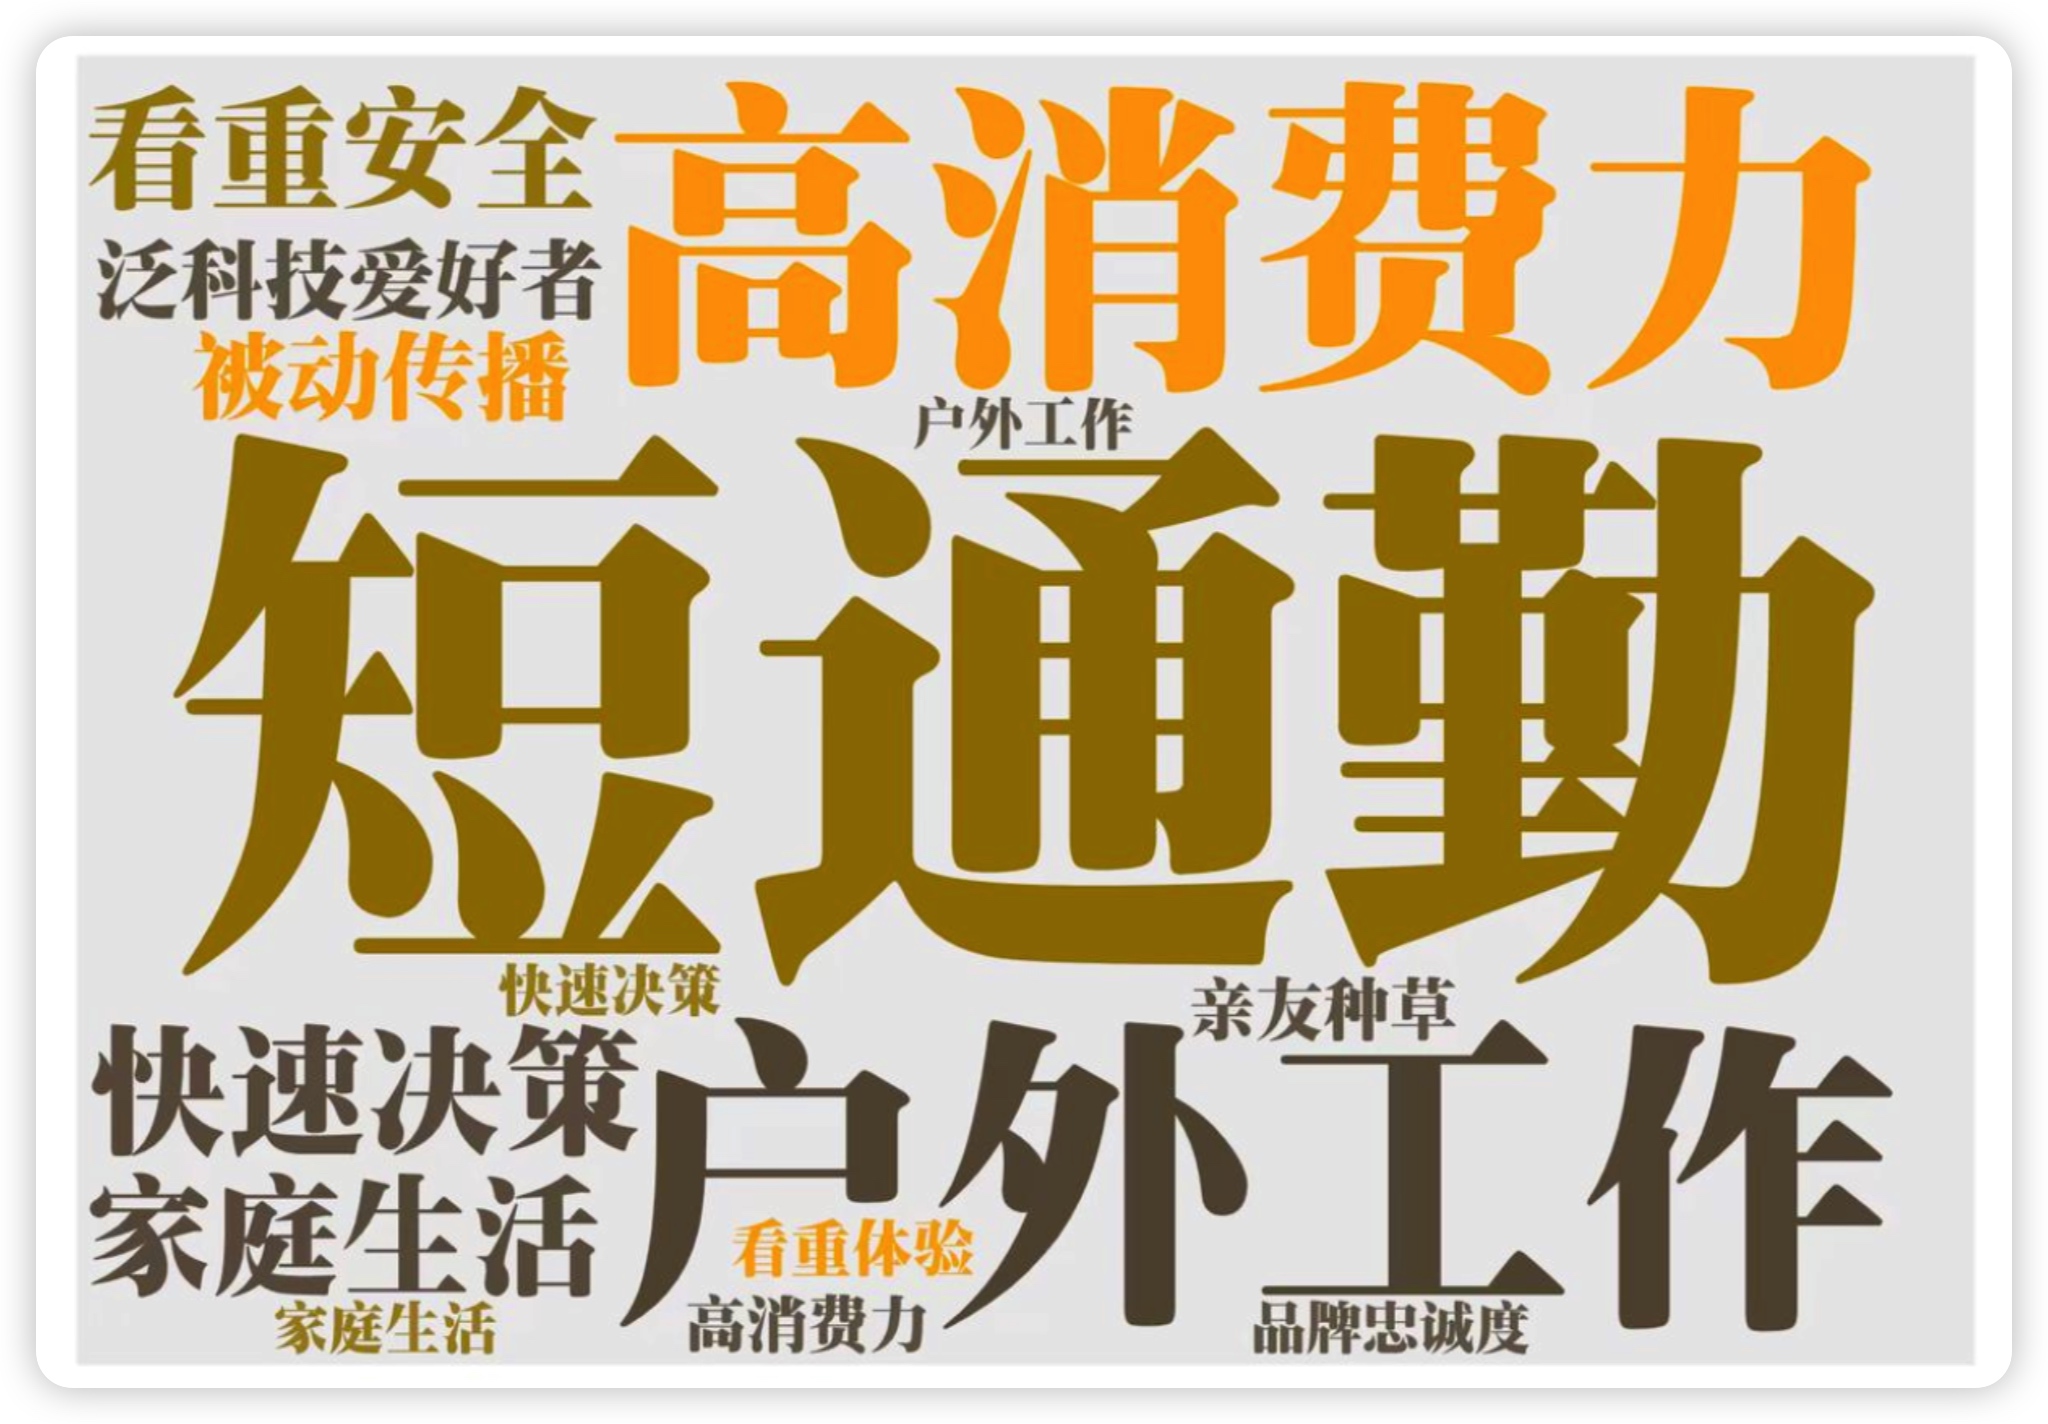 看重安全
高消费力
泛科技爱好者
被动传播
户外工作
短通勤
快速决策
亲友种草
快速决策
户外工作
家庭生活
看重体验
家庭生活
高消费力
品牌忠诚度